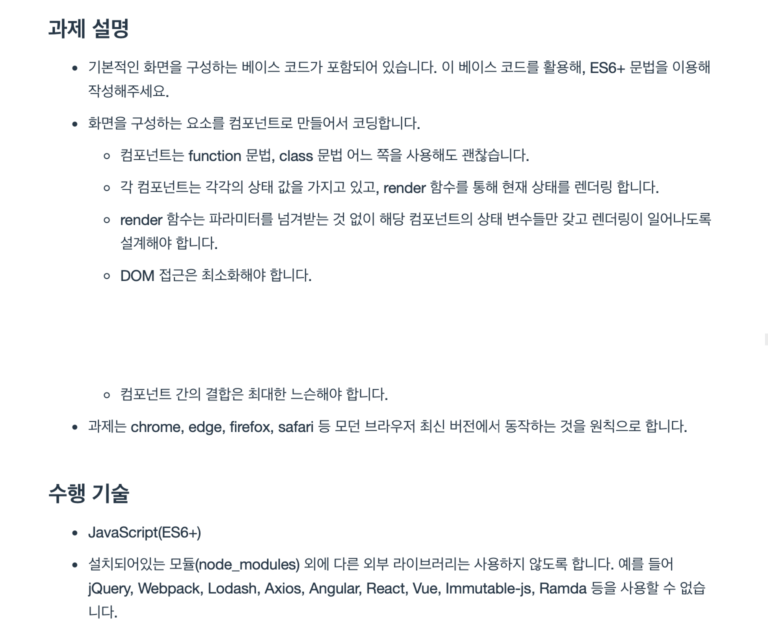 과제 설명
기본적인 화면을 구성하는 베이스 코드가 포함되어 있습니다. 이 베이스 코드를 활용해, ES6+ 문법을 이용해
작성해주세요.
화면을 구성하는 요소를 컴포넌트로 만들어서 코딩합니다.
컴포넌트는 function 문법, class 문법 어느 쪽을 사용해도 괜찮습니다.
각 컴포넌트는 각각의 상태 값을 가지고 있고, render 함수를 통해 현재 상태를 렌더링 합니다.
render 함수는 파라미터를 넘겨받는 것 없이 해당 컴포넌트의 상태 변수들만 갖고 렌더링이 일어나도록
설계해야 합니다.
DOM 접근은 최소화해야 합니다.
컴포넌트 간의 결합은 최대한 느슨해야 합니다.
과제는 chrome, edge, firefox, safari 등 모던 브라우저 최신 버전에서 동작하는 것을 원칙으로 합니다.
수행 기술
JavaScript(ES6+)
설치되어있는 모듈(node_modules) 외에 다른 외부 라이브러리는 사용하지 않도록 합니다. 예를 들어
jQuery, Webpack, Lodash, Axios, Angular, React, Vue, Immutable-js, Ramda 등을 사용할 수 없습
니다.